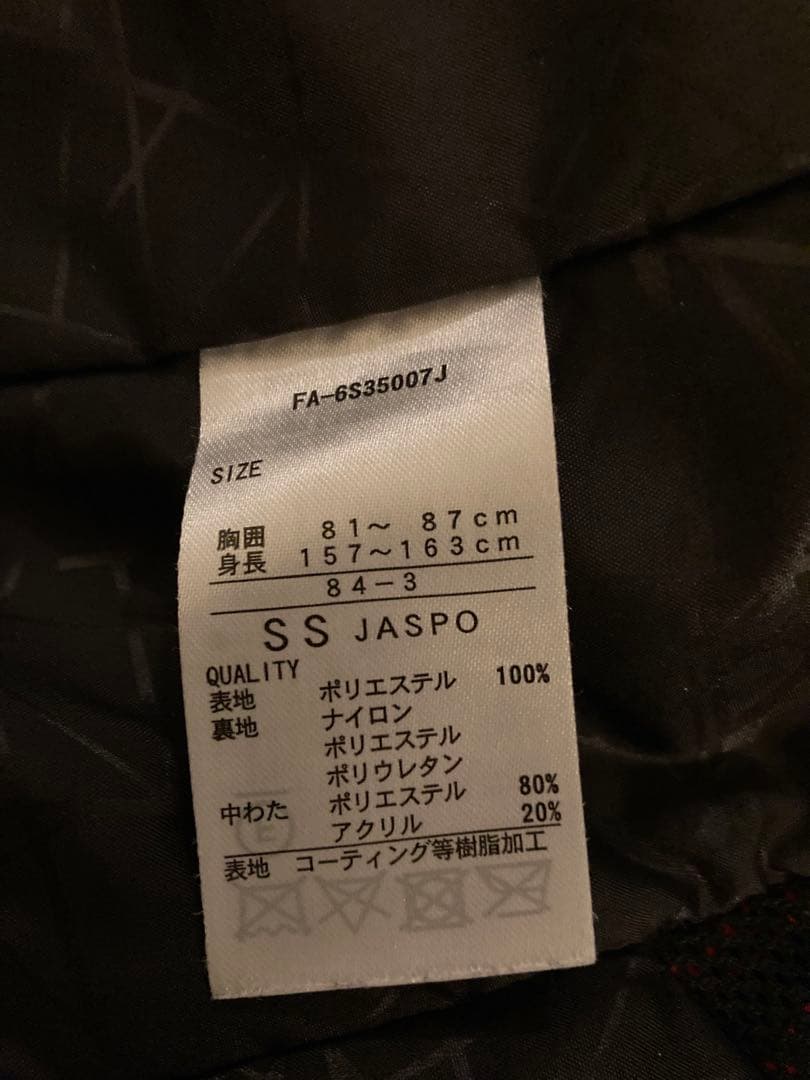 FA-6S35007J
SIZE
胸囲 81～ 87cm
身長 157～163cm
84-3
SS JASPO
QUALITY
表地 ポリエステル 100%
裏地 ナイロン
ポリエステル
ポリウレタン
中わた ポリエステル 80%
アクリル 20%
表地 コーティング等樹脂加工